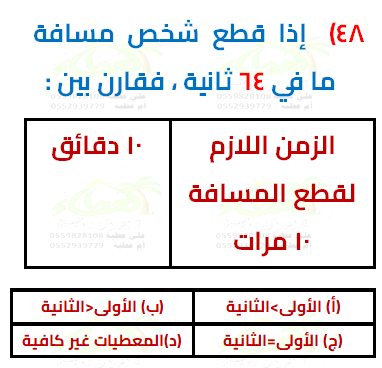 ٤٨) إذا قطع شخص مسافة
ما في ٦٤ ثانية ، فقارن بين :
الزمن اللازم
لقطع المسافة
١٠ مرات
١٠ دقائق
(أ) الأولى>الثانية
(ب) الأولى<الثانية
(ج) الأولى=الثانية
(د)المعطيات غير كافية